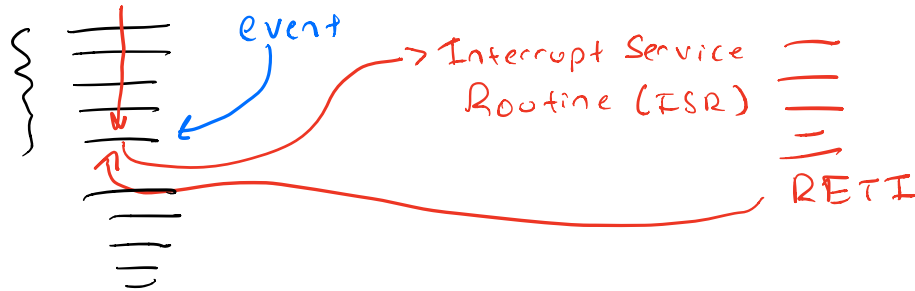 event
Interrupt Service
Routine (ISR)
RETI